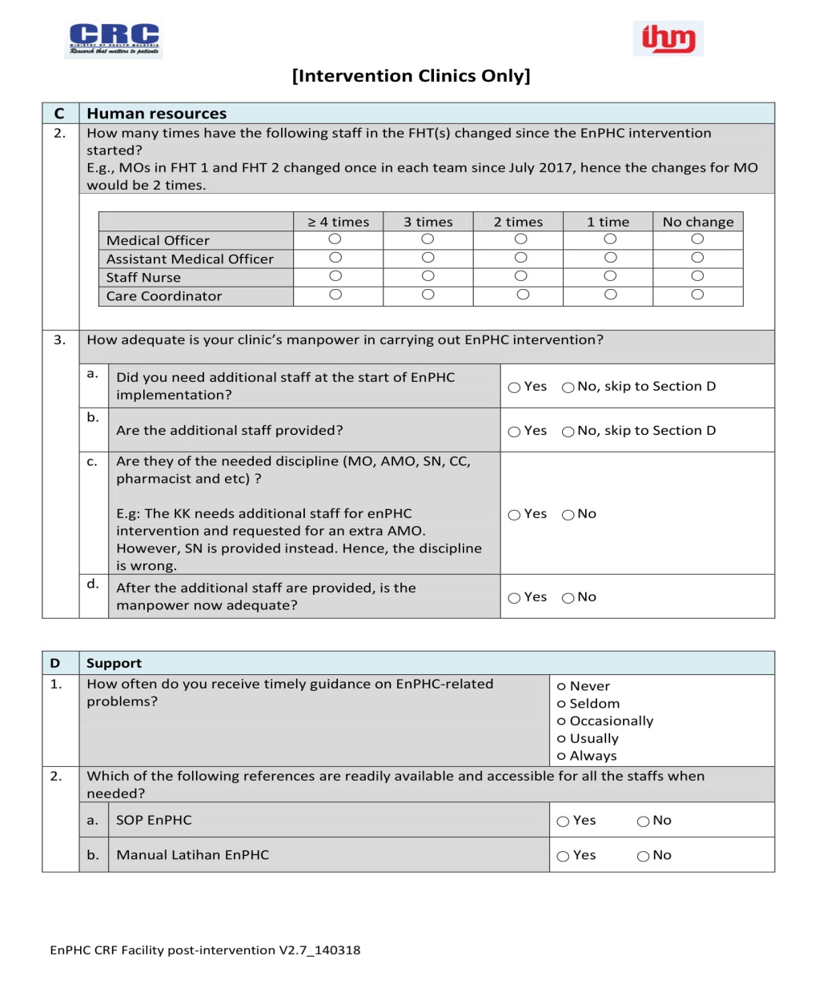 CRC
MINISTRY OF HEALTH MALAYSIA
Research that matters to patients
ihm
[Intervention Clinics Only]
C Human resources
2. How many times have the following staff in the FHT(s) changed since the EnPHC intervention
started?
E.g., MOs in FHT 1 and FHT 2 changed once in each team since July 2017, hence the changes for MO
would be 2 times.
≥ 4 times 3 times 2 times 1 time No change
Medical Officer
Assistant Medical Officer
Staff Nurse
Care Coordinator
3. How adequate is your clinic’s manpower in carrying out EnPHC intervention?
a. Did you need additional staff at the start of EnPHC
implementation?
Yes No, skip to Section D
b. Are the additional staff provided? Yes No, skip to Section D
c. Are they of the needed discipline (MO, AMO, SN, CC,
pharmacist and etc) ?
E.g: The KK needs additional staff for enPHC
intervention and requested for an extra AMO.
However, SN is provided instead. Hence, the discipline
is wrong.
Yes No
d. After the additional staff are provided, is the
manpower now adequate?
Yes No
D Support
1. How often do you receive timely guidance on EnPHC-related
problems?
o Never
o Seldom
o Occasionally
o Usually
o Always
2. Which of the following references are readily available and accessible for all the staffs when
needed?
a. SOP EnPHC Yes No
b. Manual Latihan EnPHC Yes No
EnPHC CRF Facility post-intervention V2.7_140318